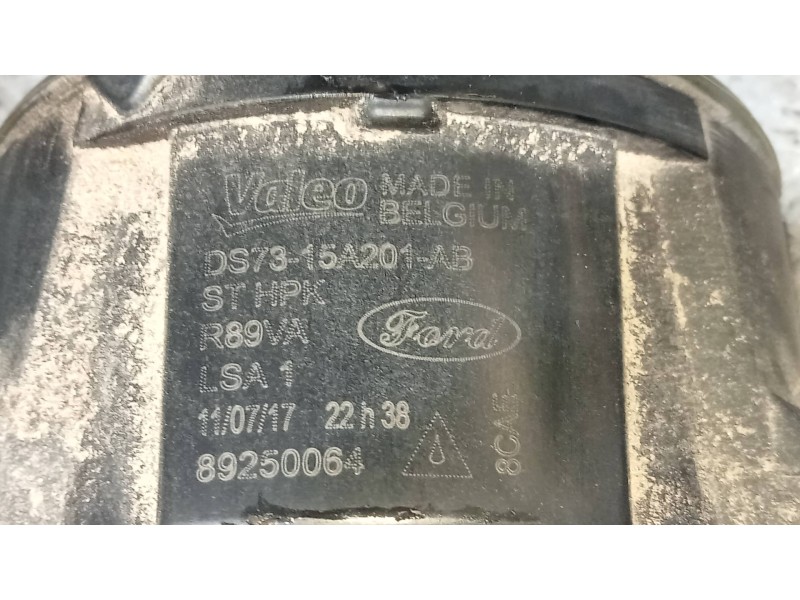 Valeo MADE IN
BELGIUM
DS73-15A201-AB
ST HPK
R89VA
Ford
LSA 1
11/07/17 22 h 38
89250064